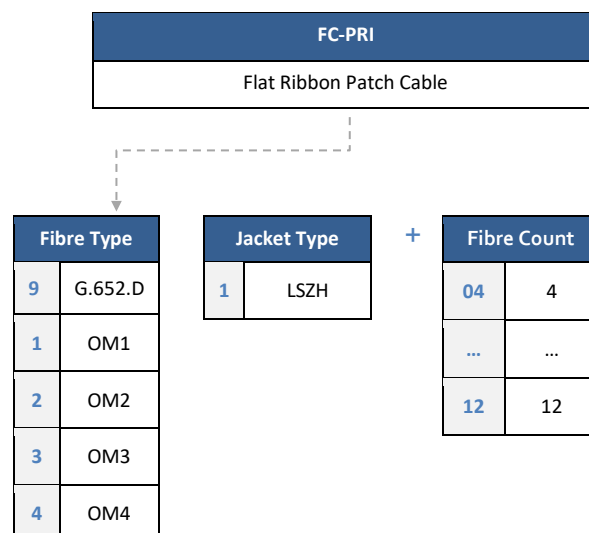 FC-PRI
Flat Ribbon Patch Cable
Fibre Type
9 G.652.D
1 OM1
2 OM2
3 OM3
4 OM4
Jacket Type
1 LSZH
+
Fibre Count
04 4
... ...
12 12